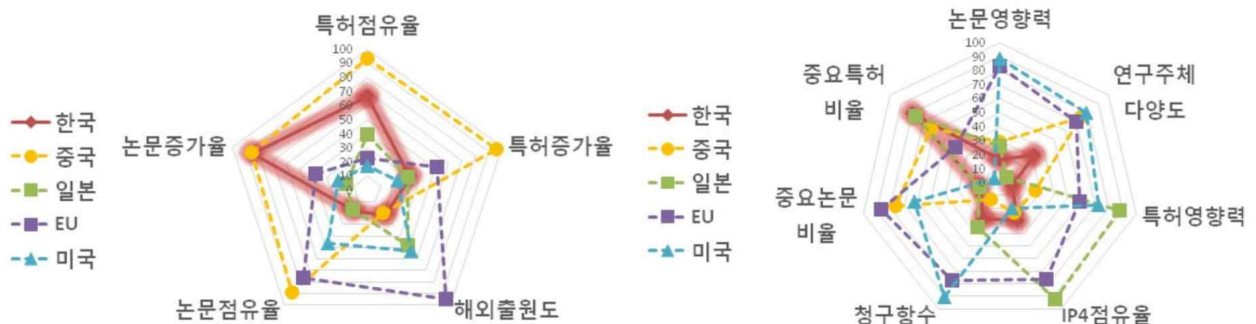 특허점유율
100
90
80
70
60
50
40
30
20
10
0
특허증가율
해외출원도
논문점유율
논문증가율
한국
중국
일본
EU
미국
논문영향력
100
90
80
70
60
50
40
30
20
10
0
연구주체
다양도
특허영향력
IP4점유율
청구항수
중요논문
비율
중요특허
비율
한국
중국
일본
EU
미국